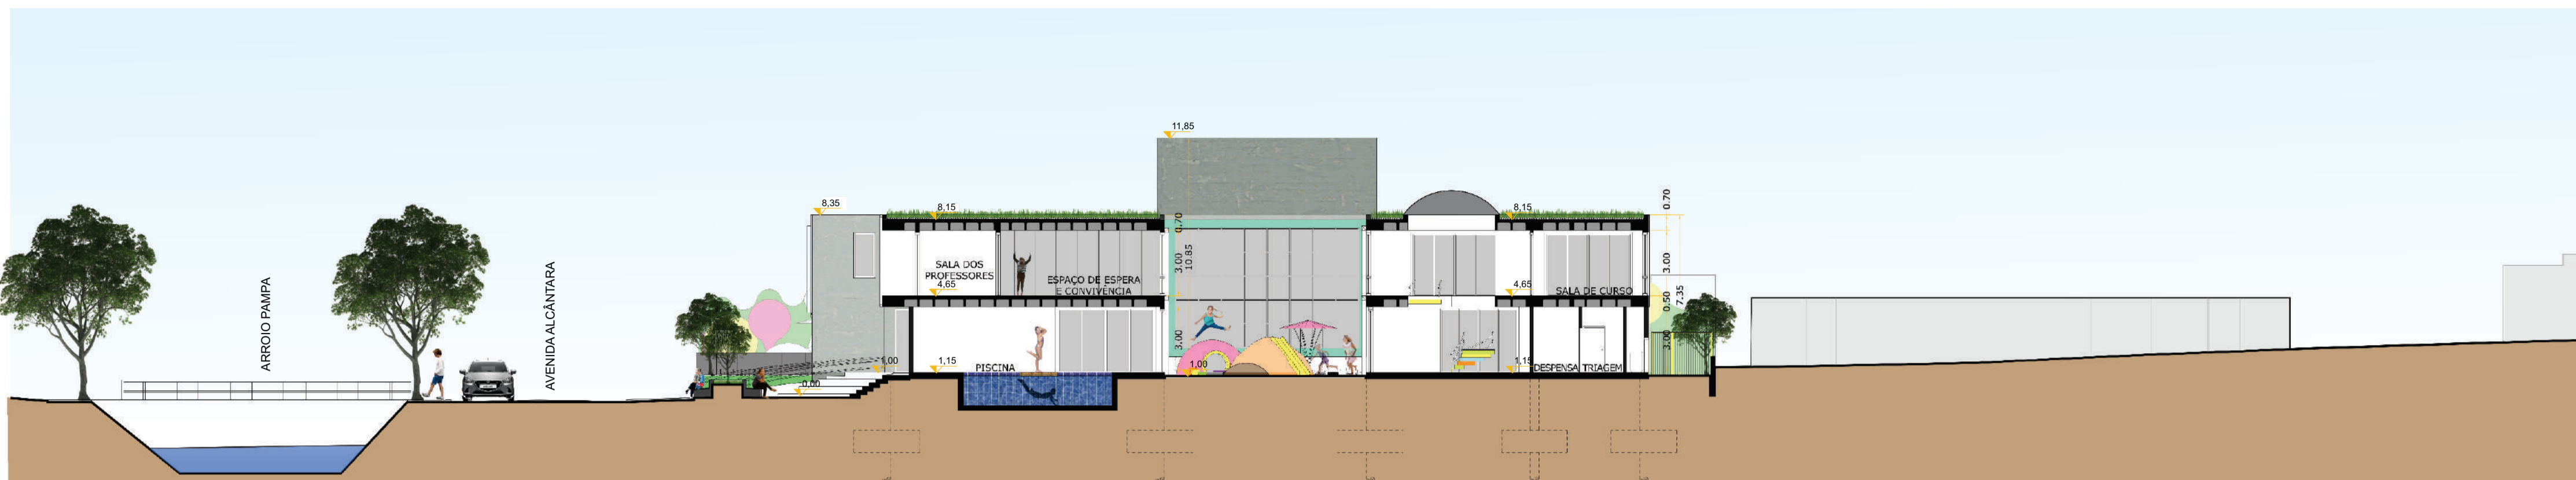 ARROIO PAMPA
AVENIDA ALCÂNTARA
11,85
8,35
8,15
8,15
0.70
0.70
3.00
10.85
3.00
SALA DOS
PROFESSORES
ESPAÇO DE ESPERA
E CONVIVÊNCIA
SALA DE CURSO
4,65
4,65
0.50
7.35
3.00
3.00
1,00
1,15
PISCINA
1,00
1,15
DESPENSA
TRIAGEM
0,00